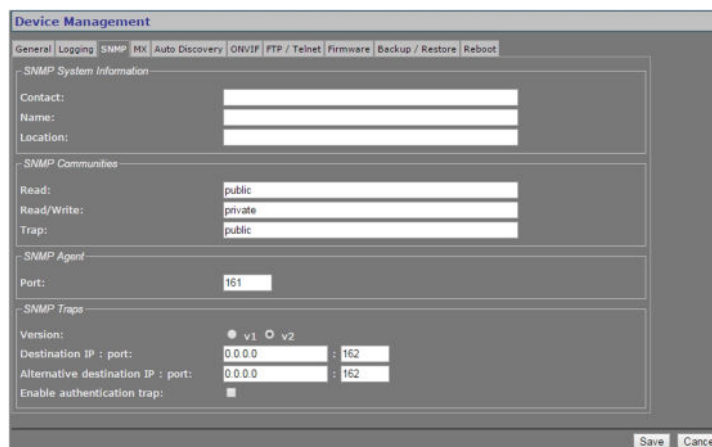 Device Management
General Logging SNMP MX Auto Discovery ONVIF FTP / Telnet Firmware Backup / Restore Reboot
SNMP System Information
Contact:
Name:
Location:
SNMP Communities
Read: public
Read/Write: private
Trap: public
SNMP Agent
Port: 161
SNMP Traps
Version: v1 v2
Destination IP : port: 0.0.0.0 : 162
Alternative destination IP : port: 0.0.0.0 : 162
Enable authentication trap:
Save Cance